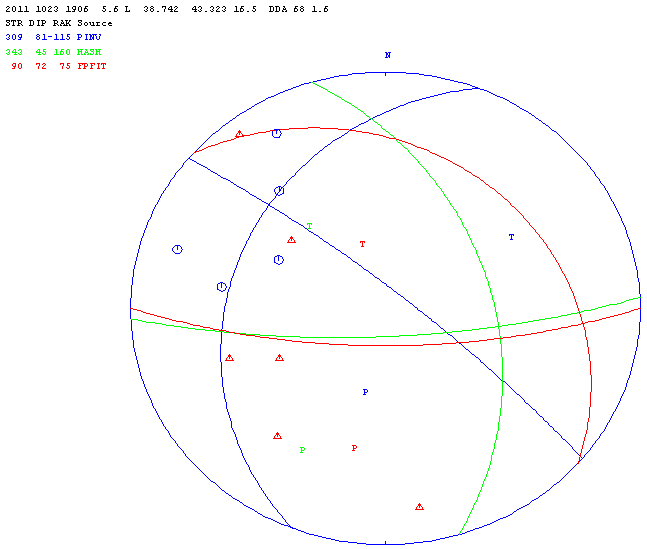 2011 1023 1906 5.6 L 38.742 43.323 16.5 DDA 68 1.6
STR DIP RAK Source
309 81-115 PINV
343 45 160 HASH
90 72 75 FPFIT
N
T
T
T
P
P
P